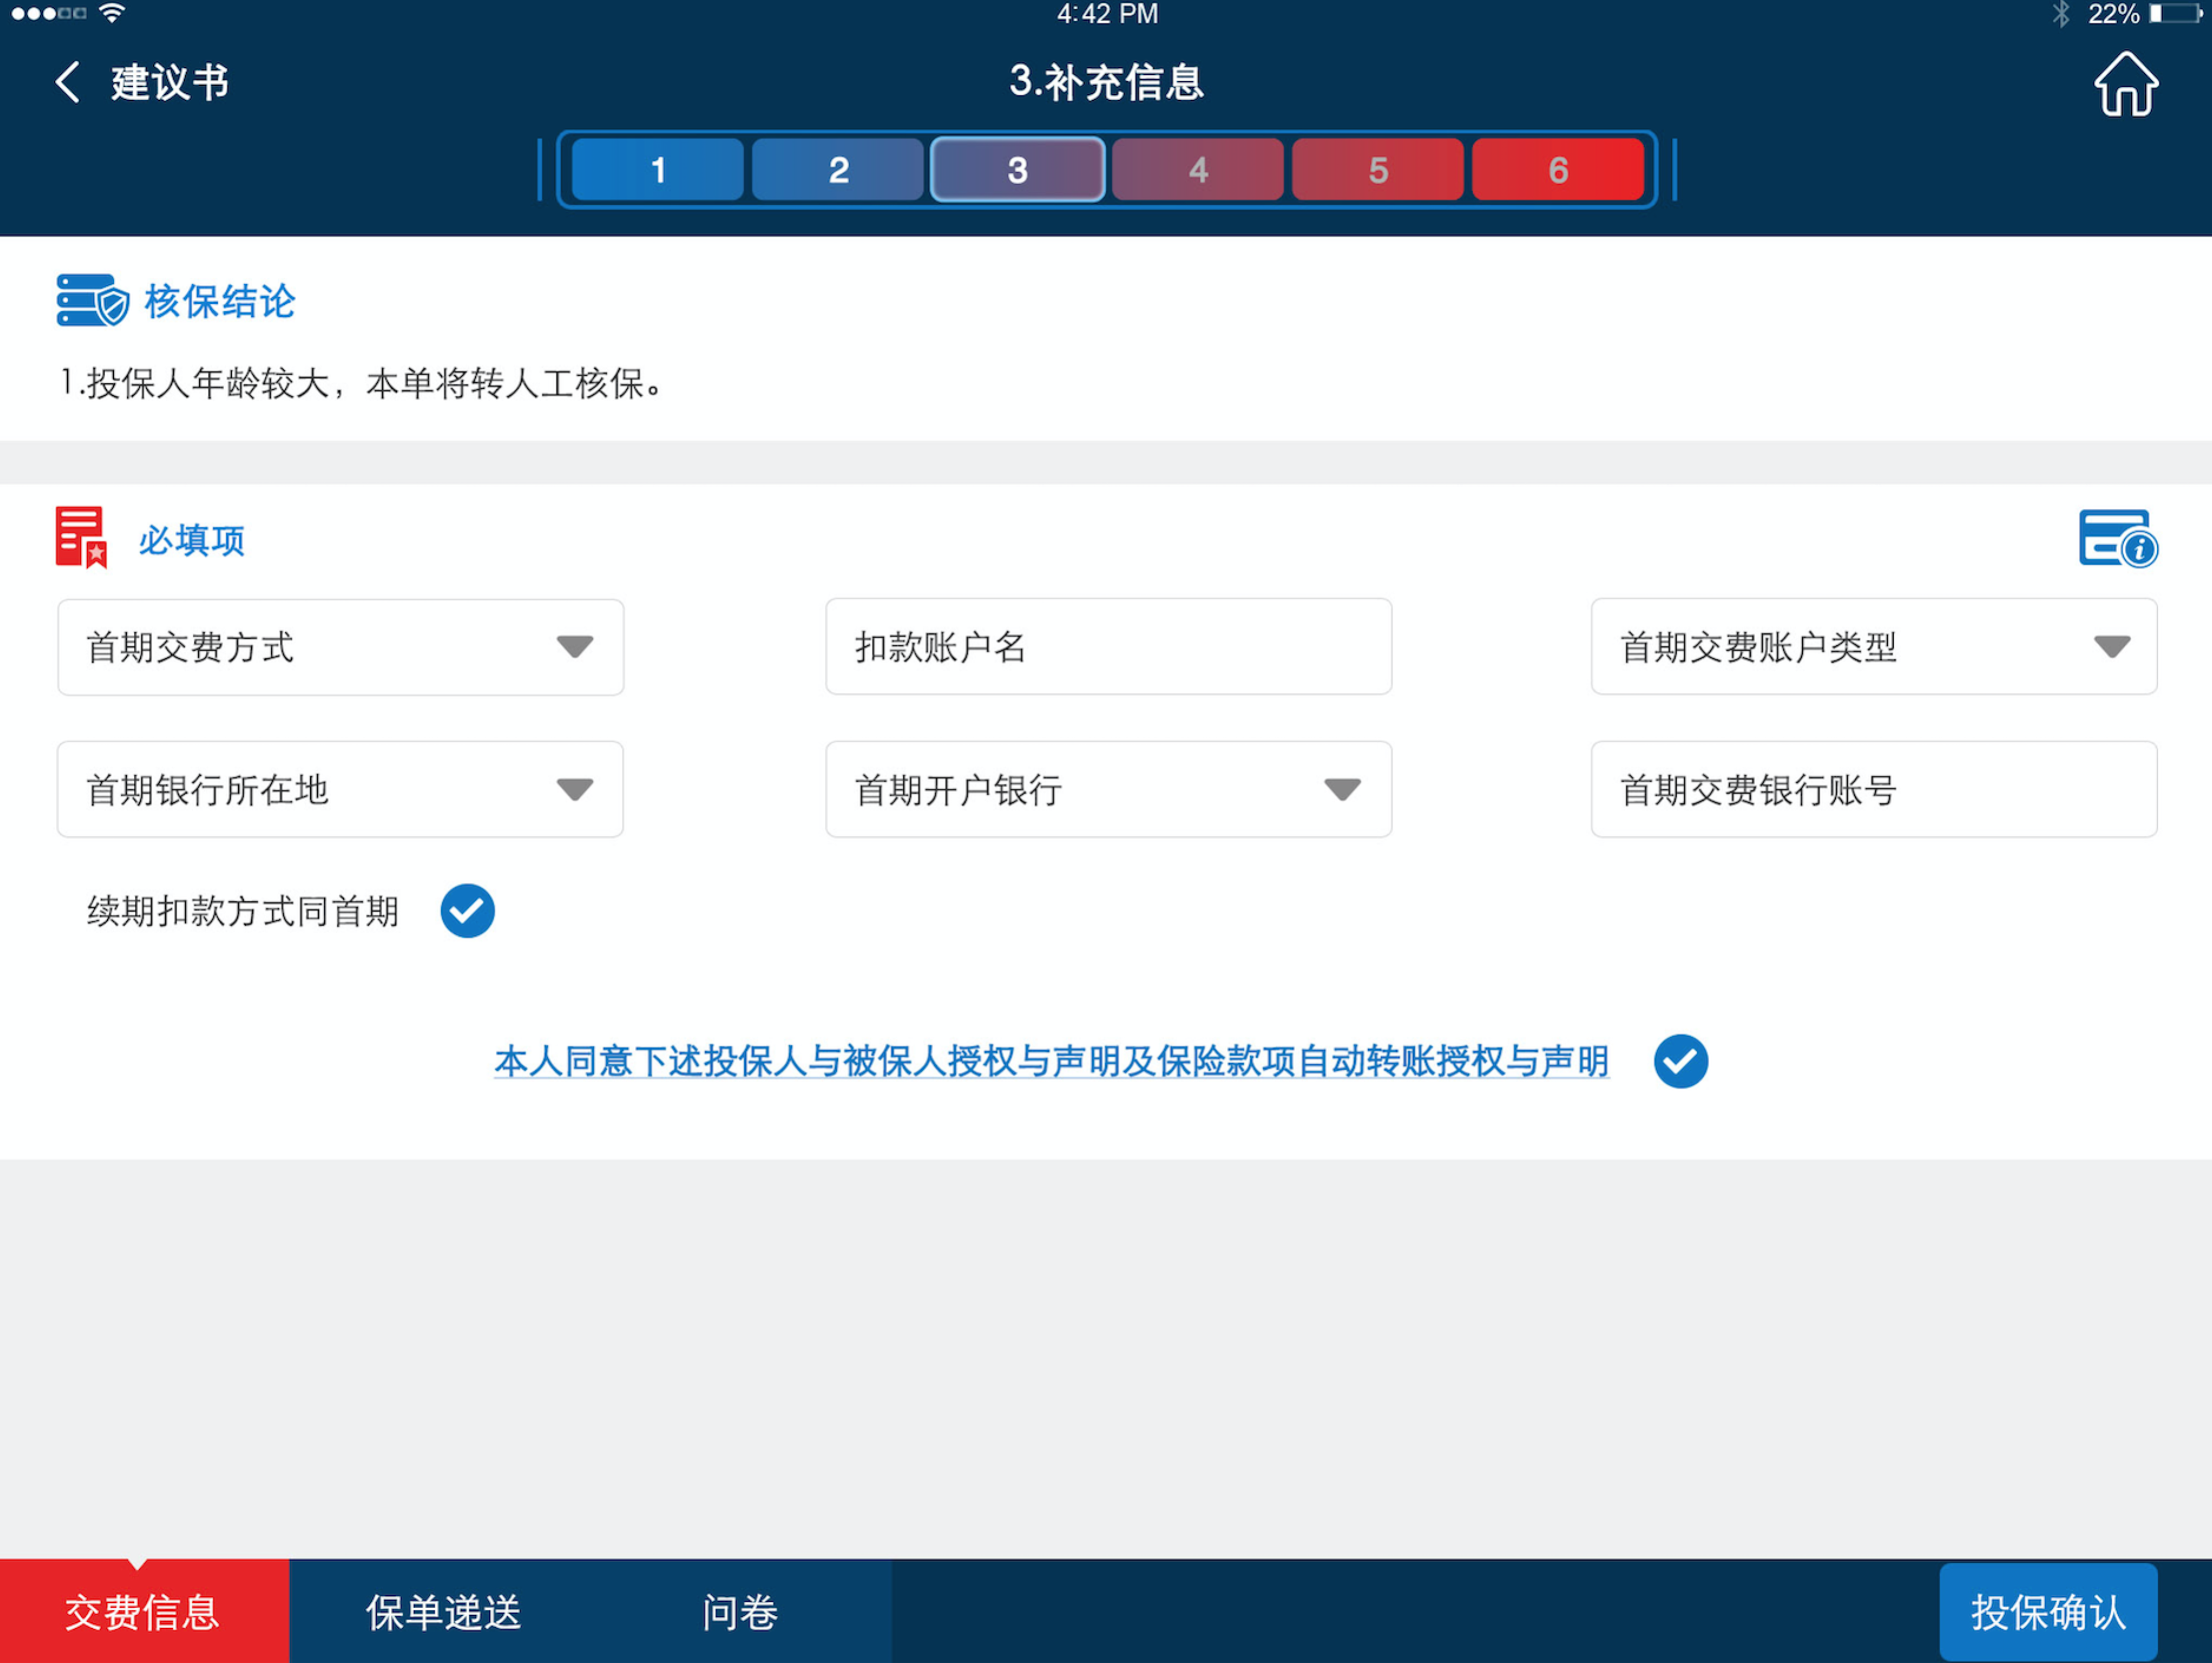 4:42 PM
22%
建议书
3.补充信息
1 2 3 4 5 6
核保结论
1.投保人年龄较大，本单将转人工核保。
必填项
首期交费方式
扣款账户名
首期交费账户类型
首期银行所在地
首期开户银行
首期交费银行账号
续期扣款方式同首期
本人同意下述投保人与被保人授权与声明及保险款项自动转账授权与声明
交费信息
保单递送
问卷
投保确认